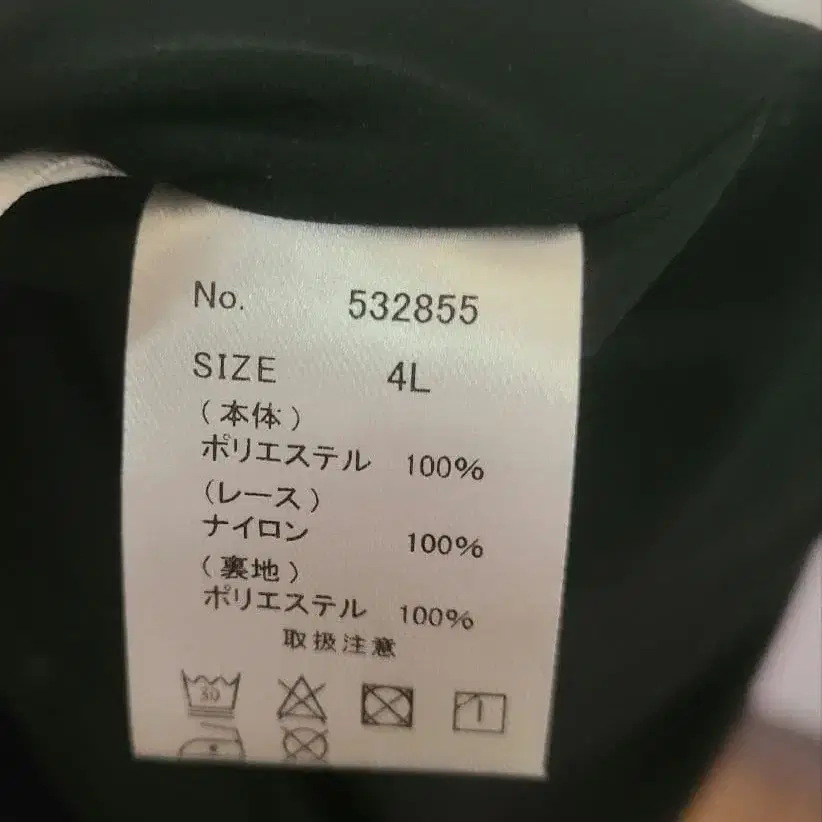 No. 532855
SIZE 4L
(本体)
ポリエステル 100%
(レース)
ナイロン 100%
(裏地)
ポリエステル 100%
取扱注意
30